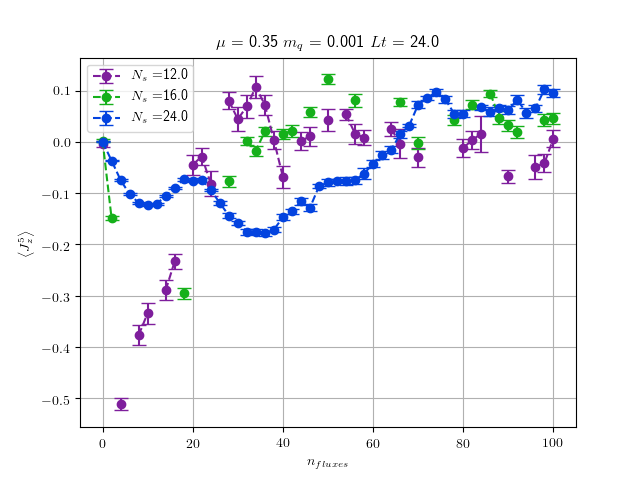 μ = 0.35 m_q = 0.001 Lt = 24.0
N_s =12.0
N_s =16.0
N_s =24.0
0.1
0.0
−0.1
−0.2
−0.3
−0.4
−0.5
⟨J_z^5⟩
0 20 40 60 80 100
n_{fluxes}